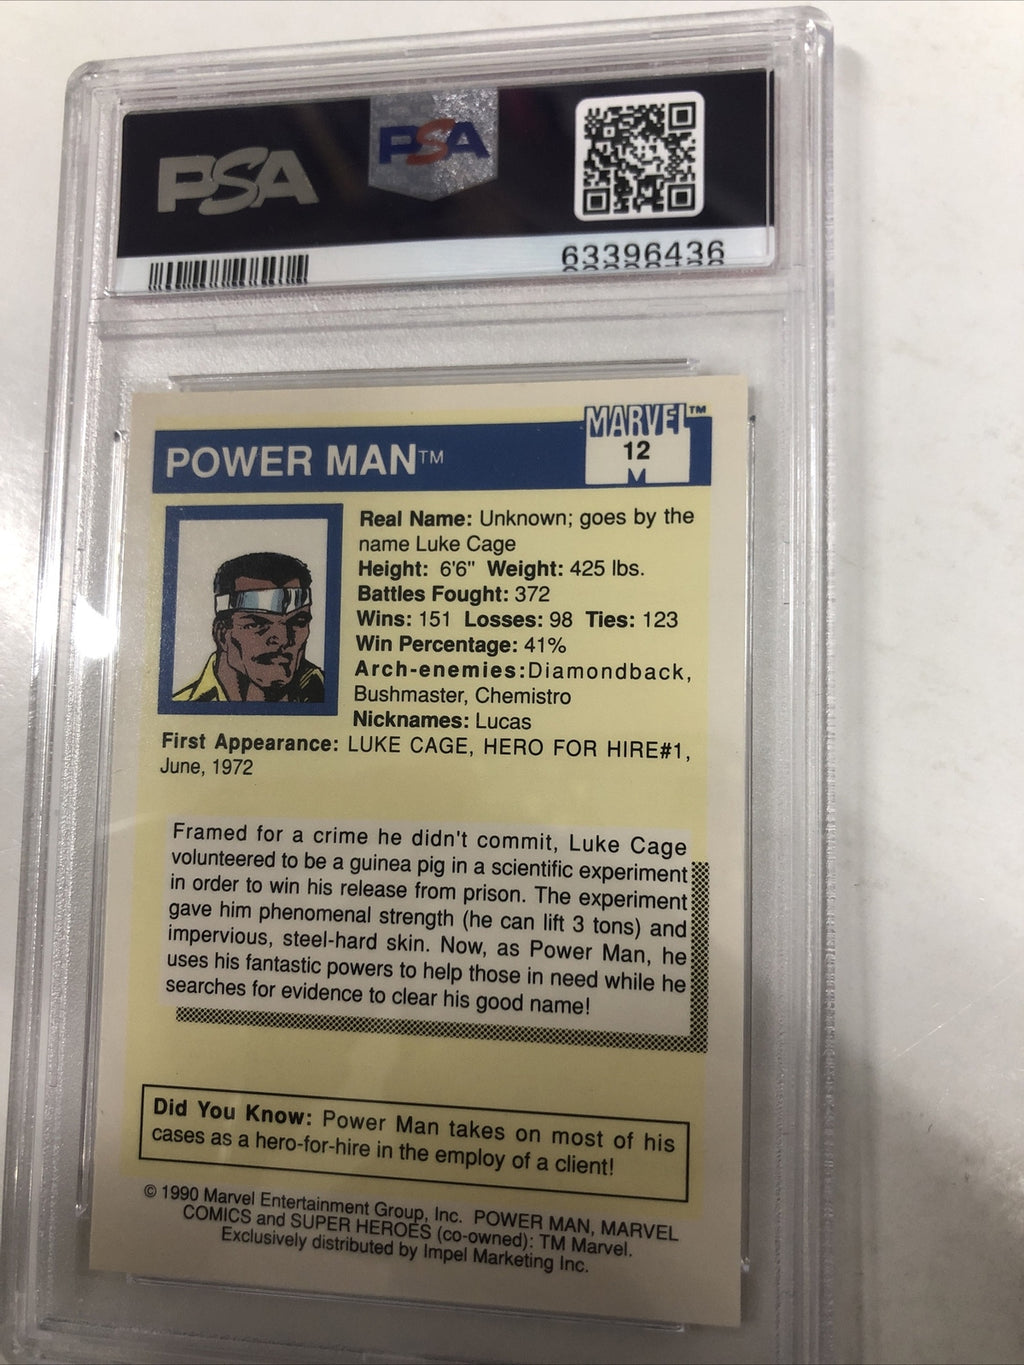 PSA
PSA
63396436
MARVEL™
12
M
POWER MAN™
Real Name: Unknown; goes by the
name Luke Cage
Height: 6'6" Weight: 425 lbs.
Battles Fought: 372
Wins: 151 Losses: 98 Ties: 123
Win Percentage: 41%
Arch-enemies:Diamondback,
Bushmaster, Chemistro
Nicknames: Lucas
First Appearance: LUKE CAGE, HERO FOR HIRE#1,
June, 1972
Framed for a crime he didn't commit, Luke Cage
volunteered to be a guinea pig in a scientific experiment
in order to win his release from prison. The experiment
gave him phenomenal strength (he can lift 3 tons) and
impervious, steel-hard skin. Now, as Power Man, he
uses his fantastic powers to help those in need while he
searches for evidence to clear his good name!
Did You Know: Power Man takes on most of his
cases as a hero-for-hire in the employ of a client!
© 1990 Marvel Entertainment Group, Inc. POWER MAN, MARVEL
COMICS and SUPER HEROES (co-owned): TM Marvel.
Exclusively distributed by Impel Marketing Inc.